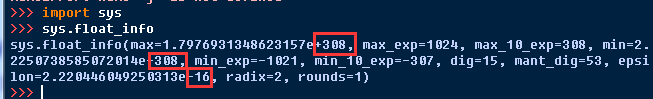 >>> import sys
>>> sys.float_info
sys.float_info(max=1.7976931348623157e+308, max_exp=1024, max_10_exp=308, min=2.
2250738585072014e-308, min_exp=-1021, min_10_exp=-307, dig=15, mant_dig=53, epsi
lon=2.220446049250313e-16, radix=2, rounds=1)
>>>